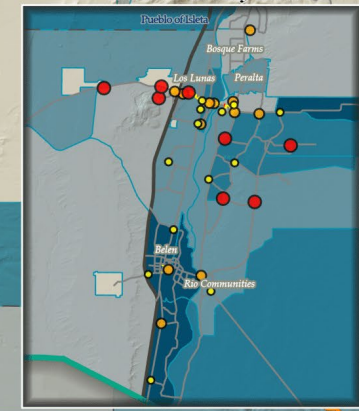 Pueblo of Isleta
Bosque Farms
Los Lunas
Peralta
Belen
Rio Communities